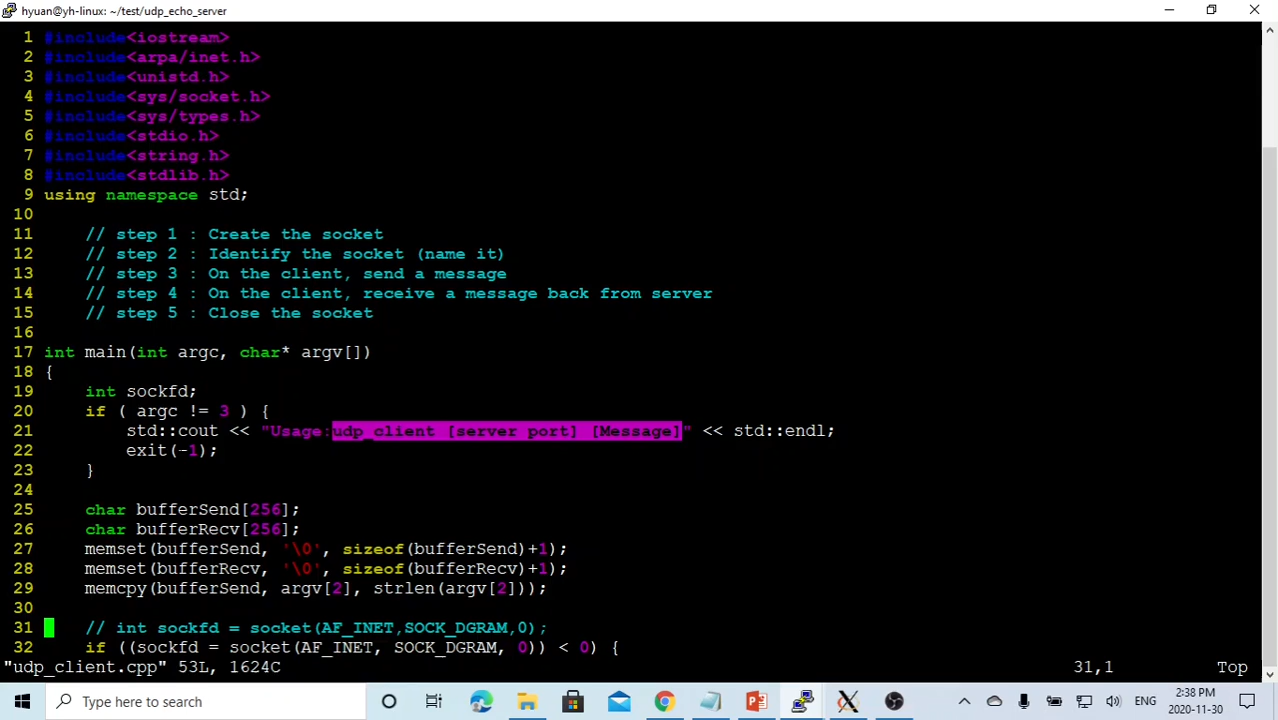 hyuan@yh-linux: ~/test/udp_echo_server
1 #include<iostream>
2 #include<arpa/inet.h>
3 #include<unistd.h>
4 #include<sys/socket.h>
5 #include<sys/types.h>
6 #include<stdio.h>
7 #include<string.h>
8 #include<stdlib.h>
9 using namespace std;
10
11 // step 1 : Create the socket
12 // step 2 : Identify the socket (name it)
13 // step 3 : On the client, send a message
14 // step 4 : On the client, receive a message back from server
15 // step 5 : Close the socket
16
17 int main(int argc, char* argv[])
18 {
19 int sockfd;
20 if ( argc != 3 ) {
21 std::cout << "Usage:udp_client [server port] [Message]" << std::endl;
22 exit(-1);
23 }
24
25 char bufferSend[256];
26 char bufferRecv[256];
27 memset(bufferSend, '\0', sizeof(bufferSend)+1);
28 memset(bufferRecv, '\0', sizeof(bufferRecv)+1);
29 memcpy(bufferSend, argv[2], strlen(argv[2]));
30
31 // int sockfd = socket(AF_INET,SOCK_DGRAM,0);
32 if ((sockfd = socket(AF_INET, SOCK_DGRAM, 0)) < 0) {
"udp_client.cpp" 53L, 1624C 31,1 Top
Type here to search
ENG
2:38 PM
2020-11-30